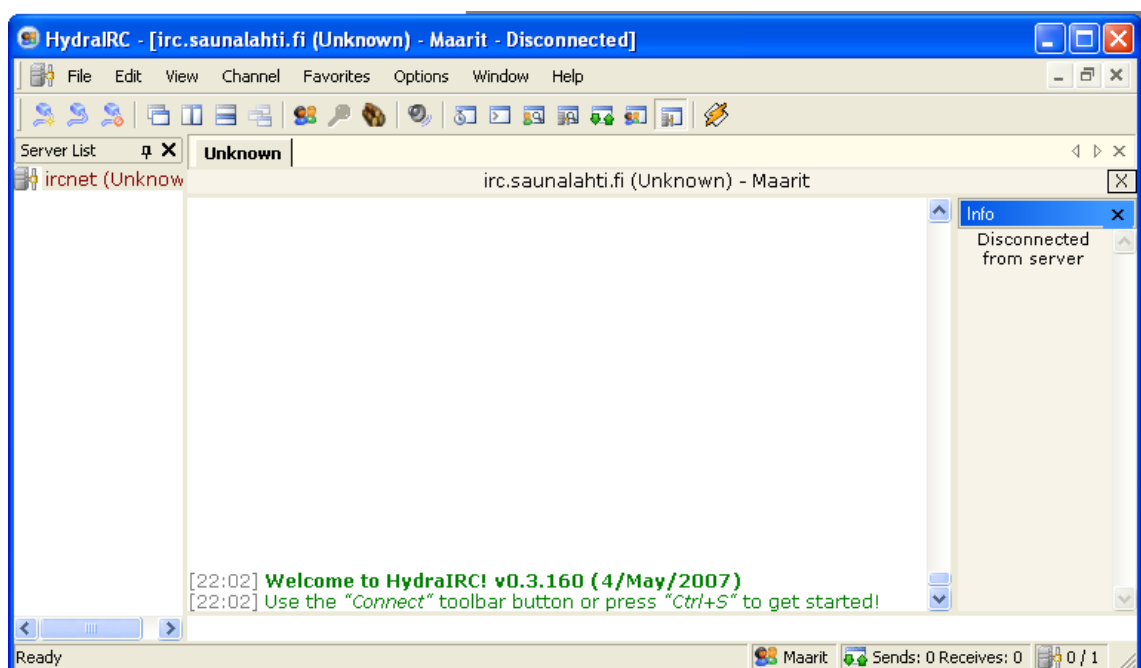 HydraIRC - [irc.saunalahti.fi (Unknown) - Maarit - Disconnected]
File Edit View Channel Favorites Options Window Help
Server List
Unknown
ircnet (Unknow
irc.saunalahti.fi (Unknown) - Maarit
Info
Disconnected
from server
[22:02] Welcome to HydraIRC! v0.3.160 (4/May/2007)
[22:02] Use the "Connect" toolbar button or press "Ctrl+S" to get started!
Ready
Maarit
Sends: 0 Receives: 0
0 / 1